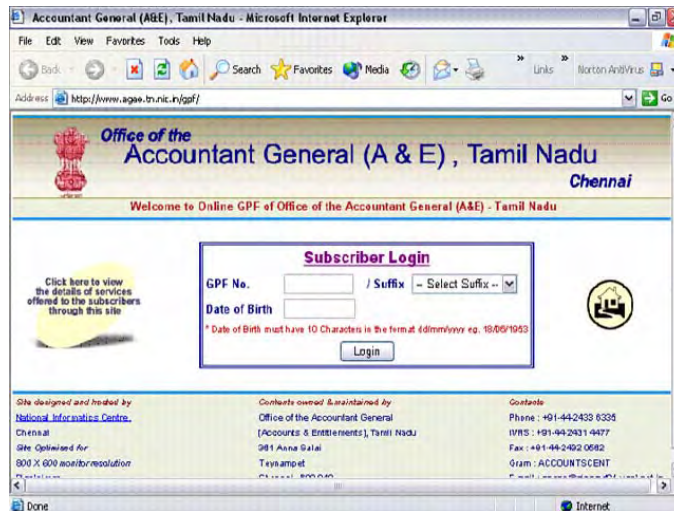 Accountant General (A&E), Tamil Nadu - Microsoft Internet Explorer
File Edit View Favorites Tools Help
Back Search Favorites Media Links Norton AntiVirus
Address http://www.agae.tn.nic.in/gpf/ Go
Office of the
Accountant General (A & E) , Tamil Nadu
Chennai
Welcome to Online GPF of Office of the Accountant General (A&E) - Tamil Nadu
Click here to view
the details of services
offered to the subscribers
through this site
Subscriber Login
GPF No. / Suffix -- Select Suffix --
Date of Birth
* Date of Birth must have 10 Characters in the format dd/mm/yyyy eg. 18/06/1953
Login
Site designed and hosted by
National Informatics Centre.
Chennai
Site Optimised for
800 X 600 monitor resolution
Contents owned & maintained by
Office of the Accountant General
(Accounts & Entitlements), Tamil Nadu
361 Anna Salai
Teynampet
Contacts
Phone : +91-44-2433 6335
IVRS : +91-44-2431 4477
Fax : +91-44-2492 0562
Gram : ACCOUNTSCENT
Done Internet